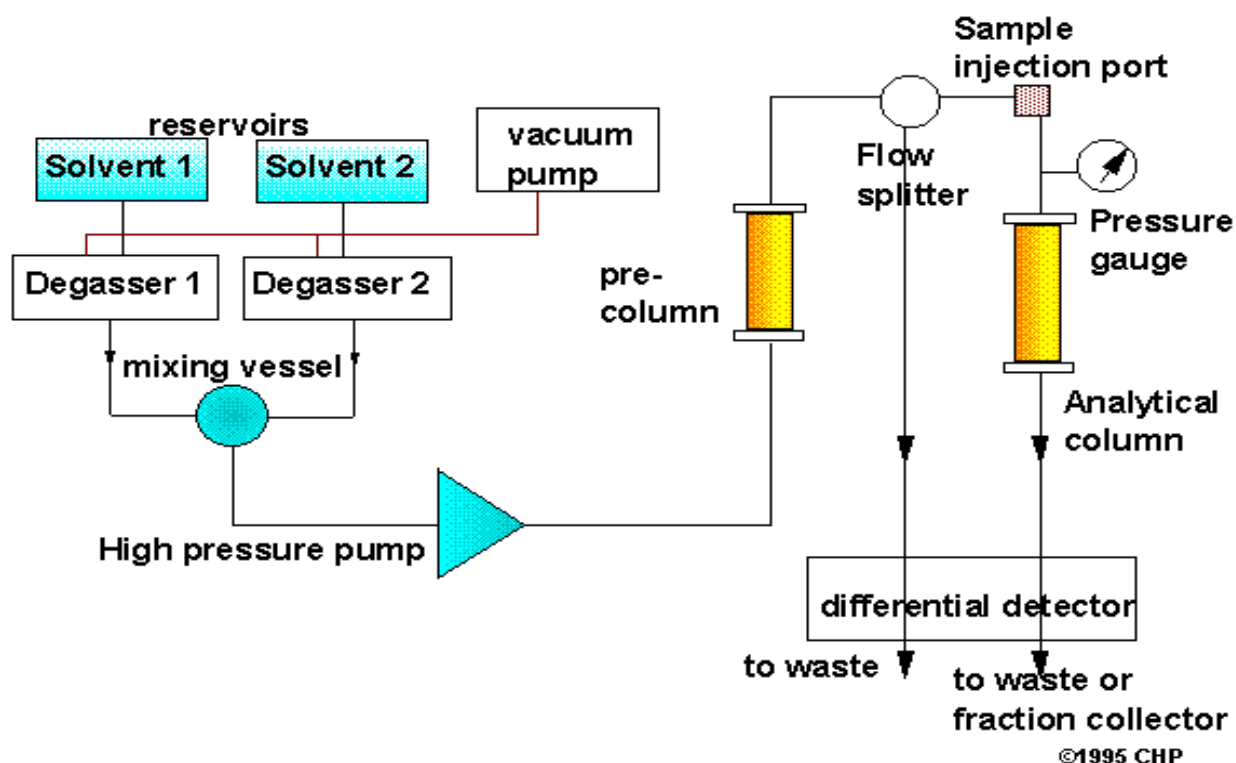 Sample
injection port
reservoirs
vacuum
pump
Solvent 1
Solvent 2
Flow
splitter
Pressure
gauge
Degasser 1
Degasser 2
pre-
column
mixing vessel
Analytical
column
High pressure pump
differential detector
to waste
to waste or
fraction collector
©1995 CHP